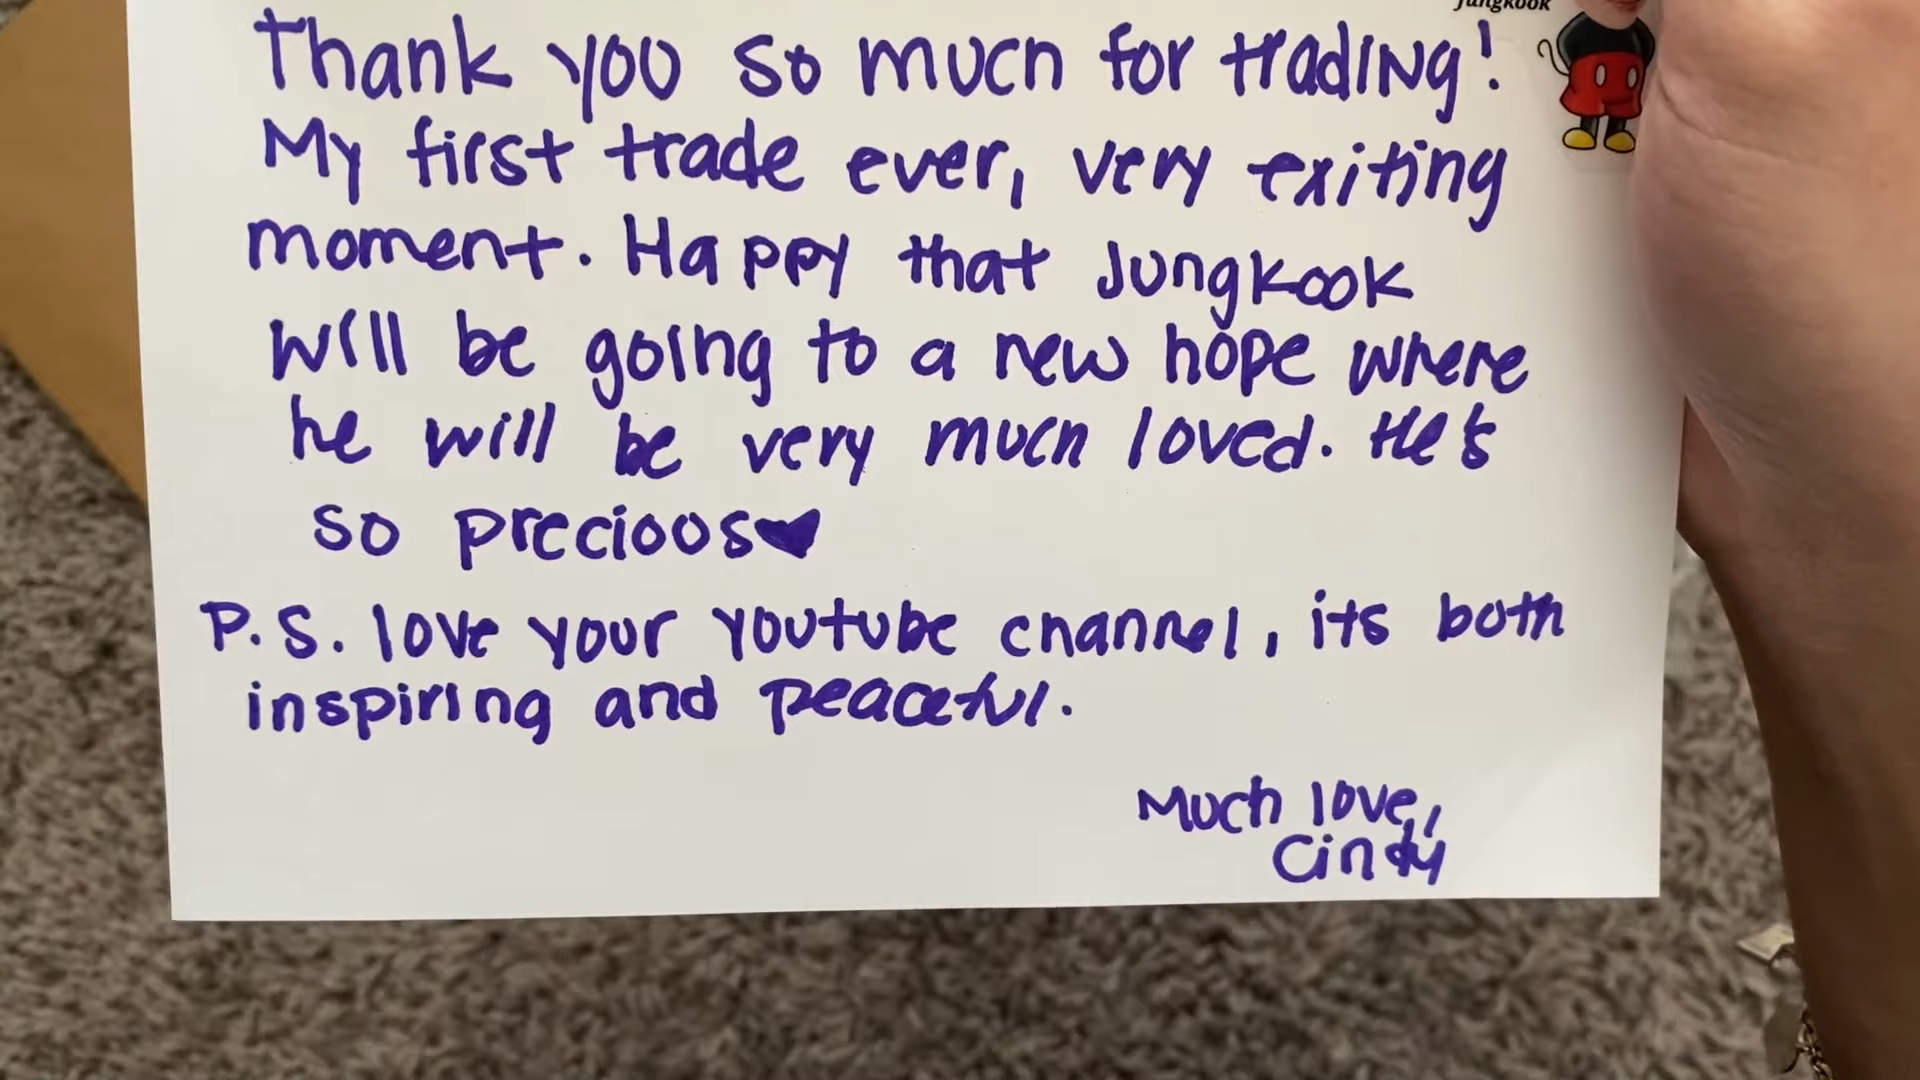 Jungkook
Thank you so much for trading!
My first trade ever, very exiting
moment. Happy that Jungkook
will be going to a new hope where
he will be very much loved. He's
so precioos♥
P.S. love your youtube channel, its both
inspiring and peaceful.
Much love,
Cindy